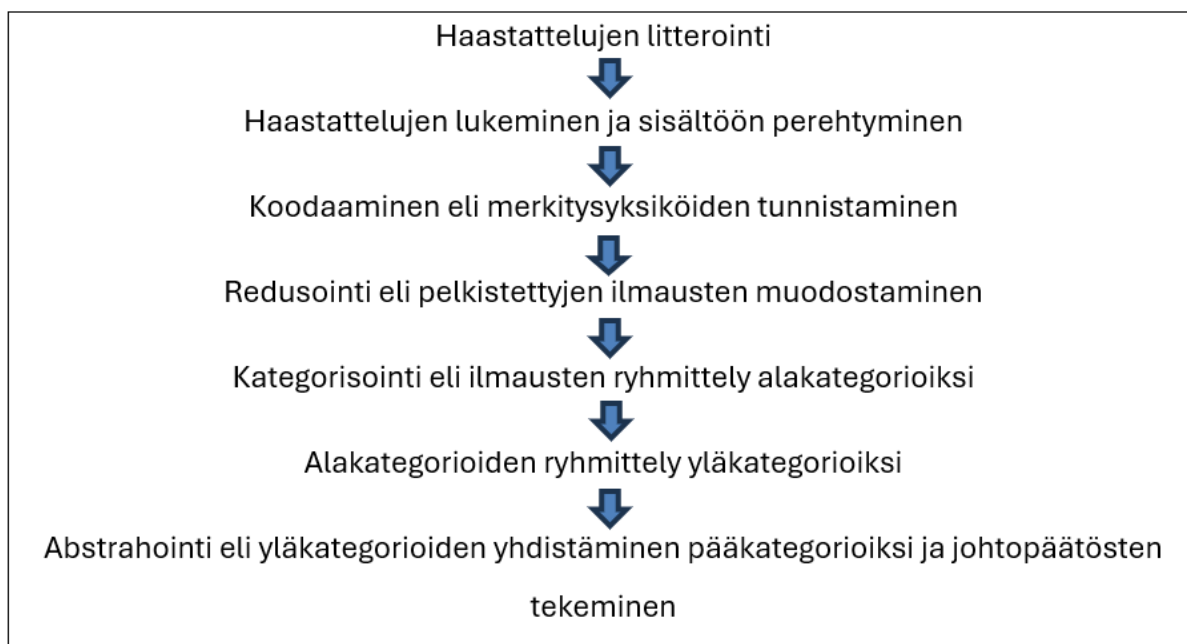 Haastattelujen litterointi
Haastattelujen lukeminen ja sisältöön perehtyminen
Koodaaminen eli merkitysyksiköiden tunnistaminen
Redusointi eli pelkistettyjen ilmausten muodostaminen
Kategorisointi eli ilmausten ryhmittely alakategorioiksi
Alakategorioiden ryhmittely yläkategorioiksi
Abstrahointi eli yläkategorioiden yhdistäminen pääkategorioiksi ja johtopäätösten
tekeminen